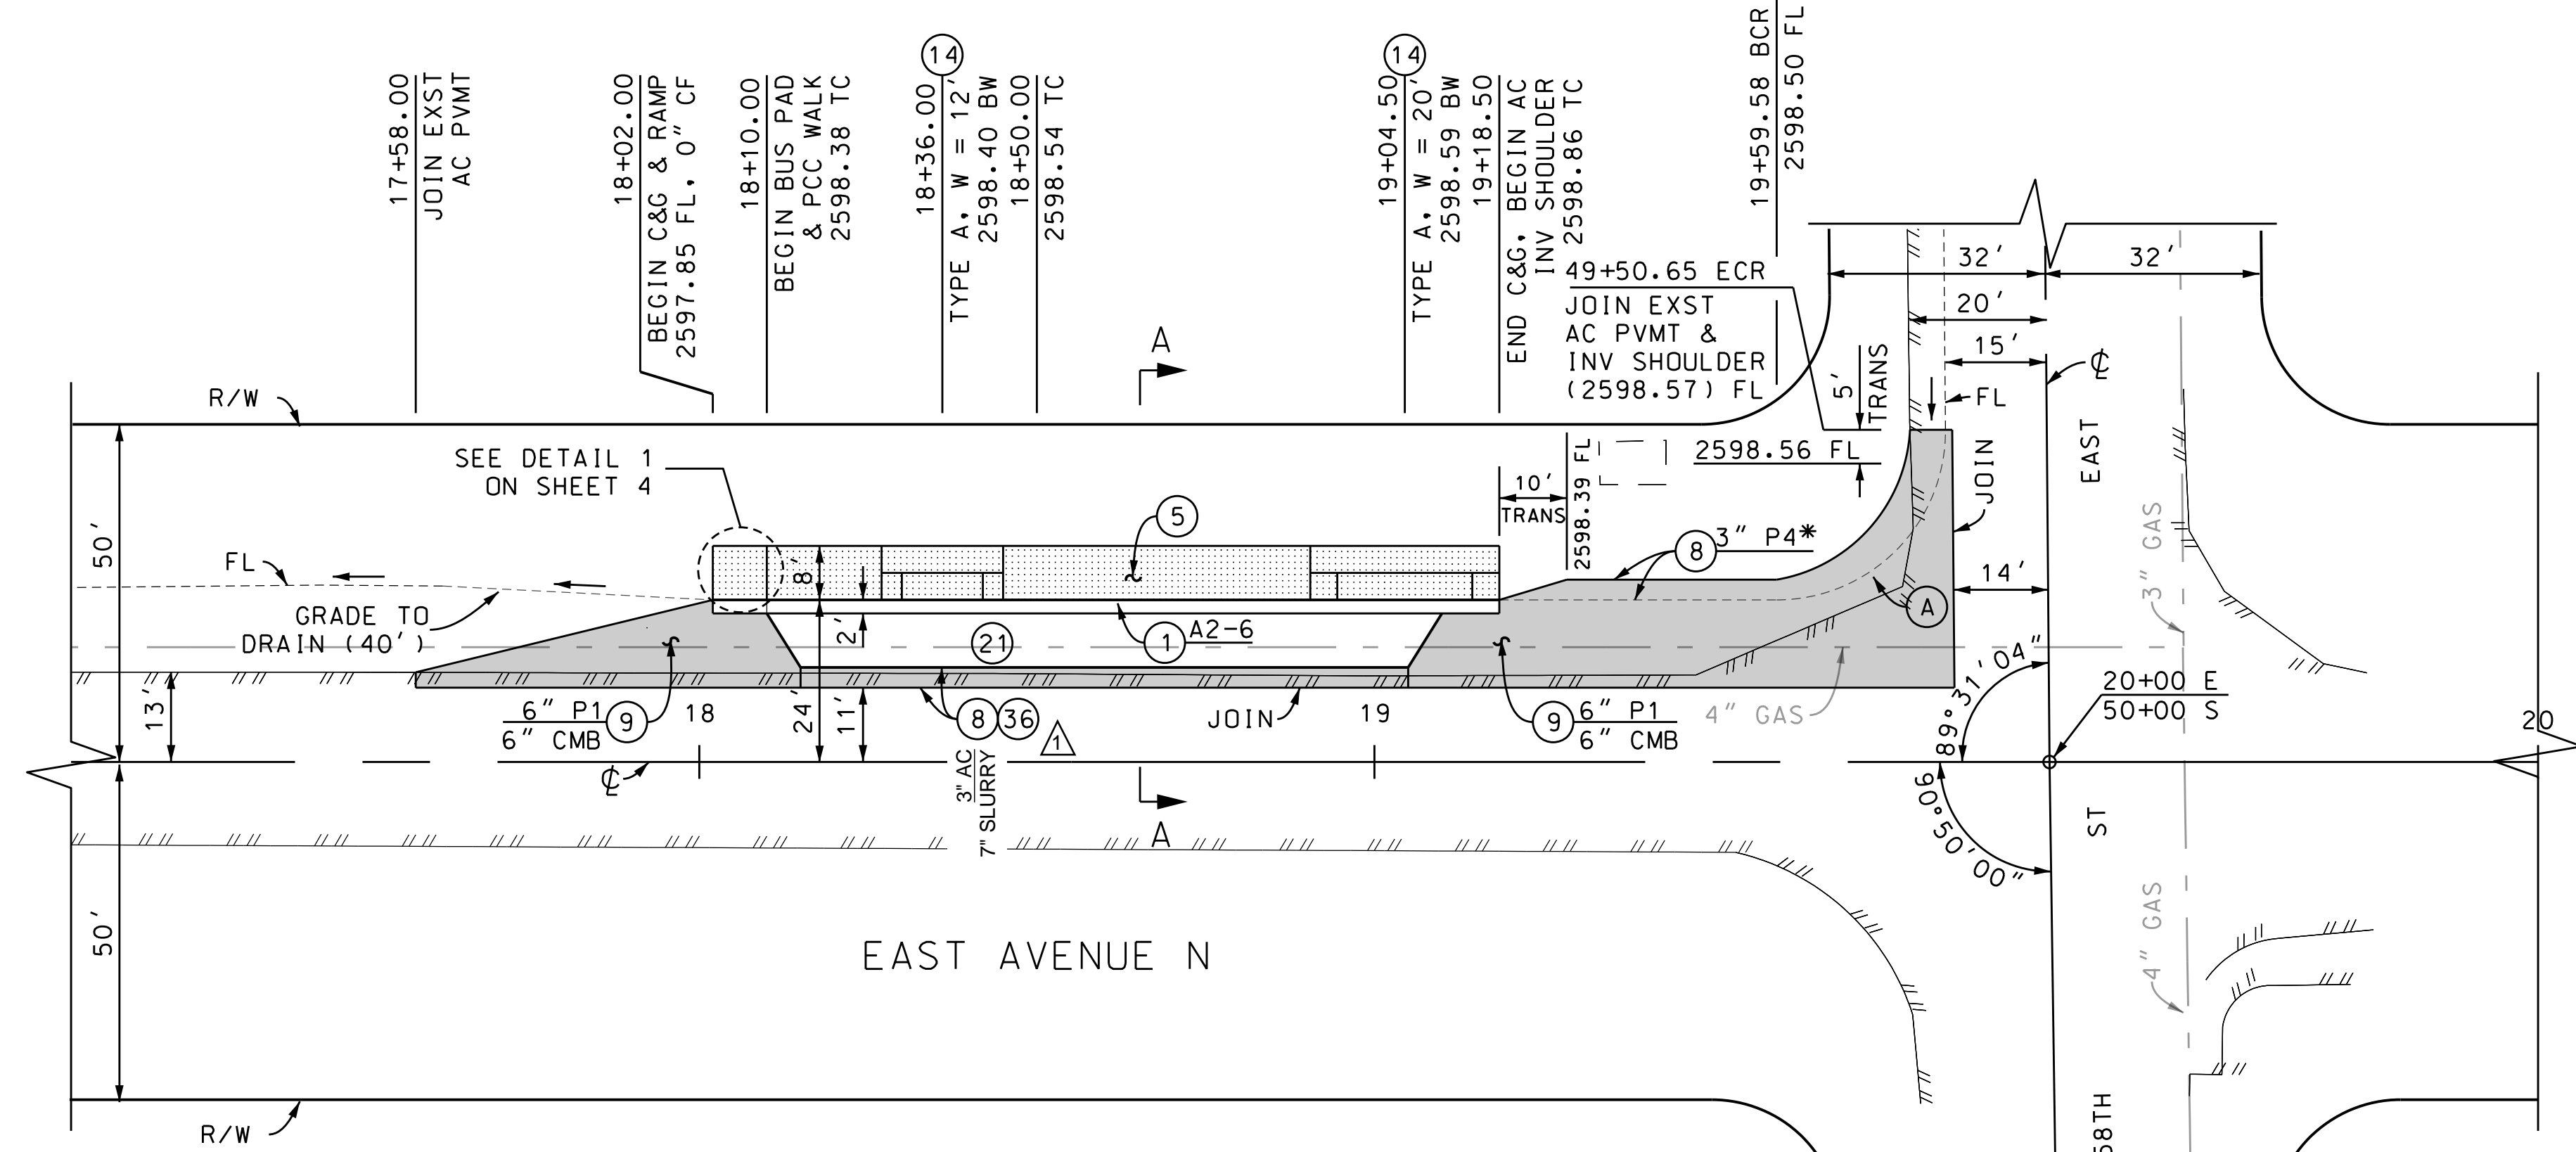 17+58.00
JOIN EXST
AC PVMT
18+02.00
BEGIN C&G & RAMP
2597.85 FL, 0" CF
18+10.00
BEGIN BUS PAD
& PCC WALK
2598.38 TC
14
18+36.00
TYPE A, W = 12'
2598.40 BW
18+50.00
2598.54 TC
14
19+04.50
TYPE A, W = 20'
2598.59 BW
19+18.50
END C&G, BEGIN AC
INV SHOULDER
2598.86 TC
19+59.58 BCR
2598.50 FL
49+50.65 ECR
JOIN EXST
AC PVMT &
INV SHOULDER
(2598.57) FL
32'
32'
20'
15'
℄
5'
TRANS
FL
A
R/W
SEE DETAIL 1
ON SHEET 4
5
10'
TRANS
2598.39 FL
2598.56 FL
JOIN
EAST
50'
FL
8'
8
3" P4*
14'
3" GAS
GRADE TO
DRAIN (40')
2'
21
1
A2-6
A
13'
6" P1
6" CMB
9
18
24'
11'
8
36
1
JOIN
19
9
6" P1
6" CMB
4" GAS
89°31'04"
20+00 E
50+00 S
20
℄
3" AC
7" SLURRY
A
90°50'00"
ST
50'
EAST AVENUE N
4" GAS
R/W
58TH